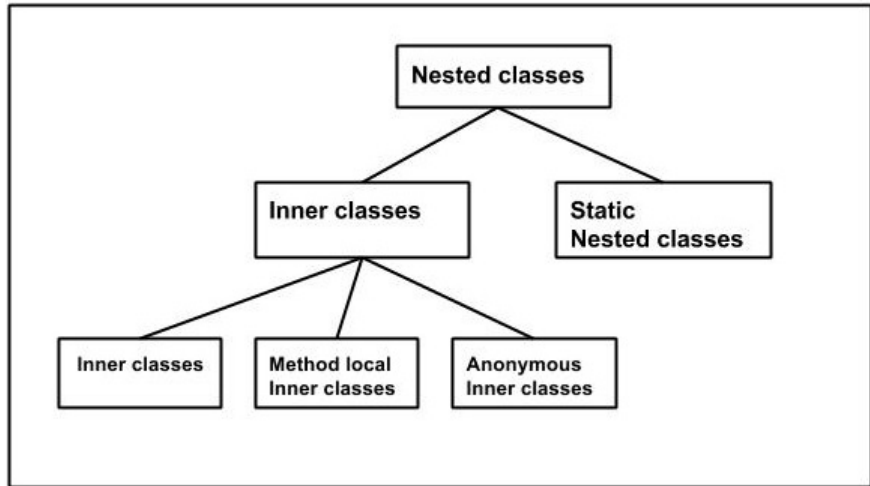 Nested classes
Inner classes
Static
Nested classes
Inner classes
Method local
Inner classes
Anonymous
Inner classes